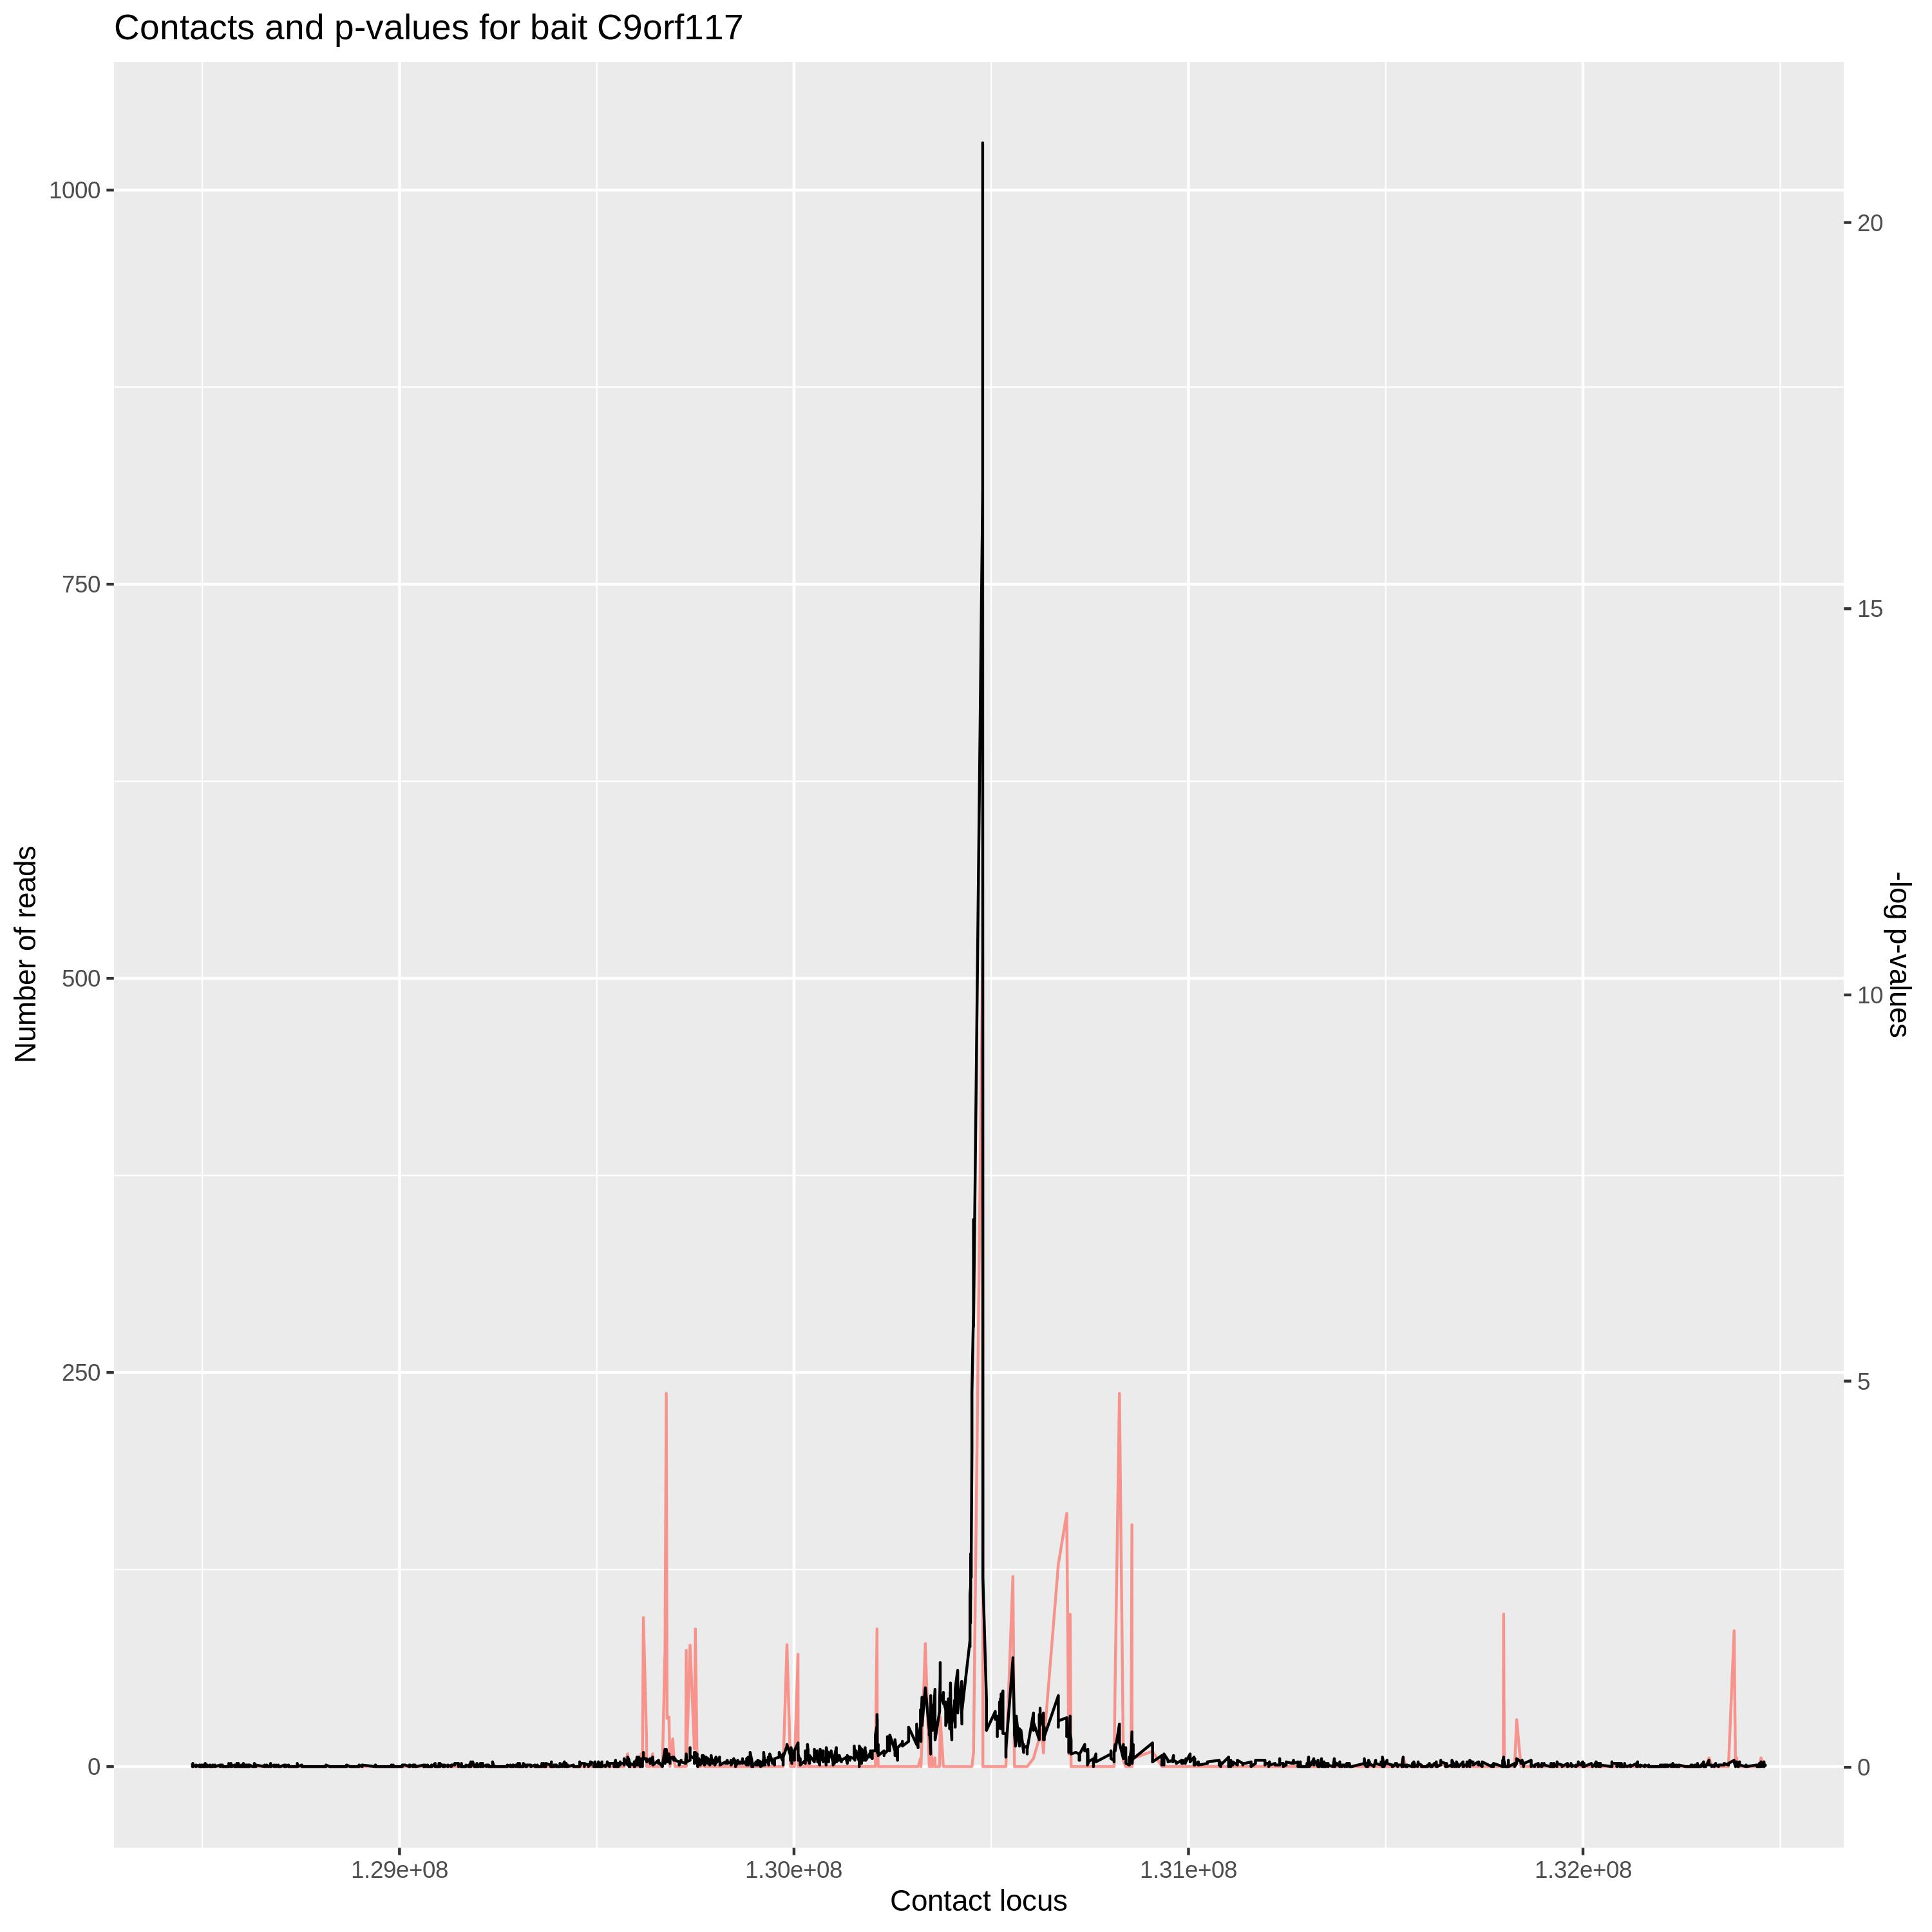 Contacts and p-values for bait C9orf117
1000
750
500
250
0
Number of reads
20
15
10
5
0
-log p-values
1.29e+08
1.30e+08
1.31e+08
1.32e+08
Contact locus